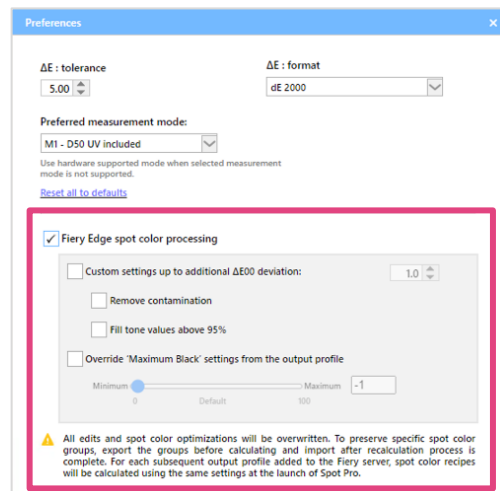 Preferences
×
ΔE : tolerance
ΔE : format
5.00
dE 2000
Preferred measurement mode:
M1 - D50 UV included
Use hardware supported mode when selected measurement
mode is not supported.
Reset all to defaults
Fiery Edge spot color processing
Custom settings up to additional ΔE00 deviation:
1.0
Remove contamination
Fill tone values above 95%
Override 'Maximum Black' settings from the output profile
Minimum
Maximum
-1
0
Default
100
All edits and spot color optimizations will be overwritten. To preserve specific spot color
groups, export the groups before calculating and import after recalculation process is
complete. For each subsequent output profile added to the Fiery server, spot color recipes
will be calculated using the same settings at the launch of Spot Pro.